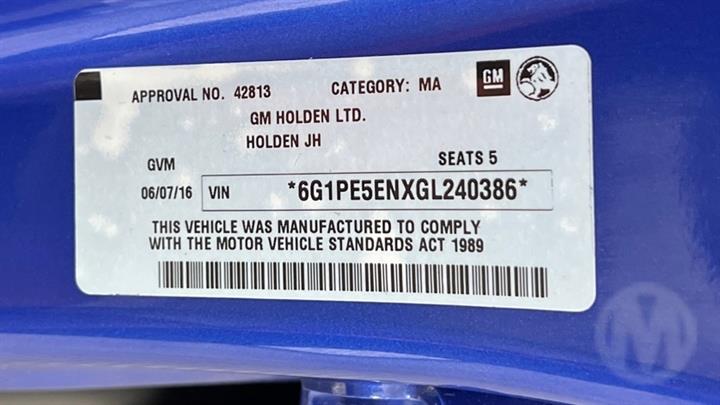 APPROVAL NO. 42813 CATEGORY: MA GM
GM HOLDEN LTD.
HOLDEN JH
GVM SEATS 5
06/07/16 VIN *6G1PE5ENXGL240386*
THIS VEHICLE WAS MANUFACTURED TO COMPLY
WITH THE MOTOR VEHICLE STANDARDS ACT 1989
M